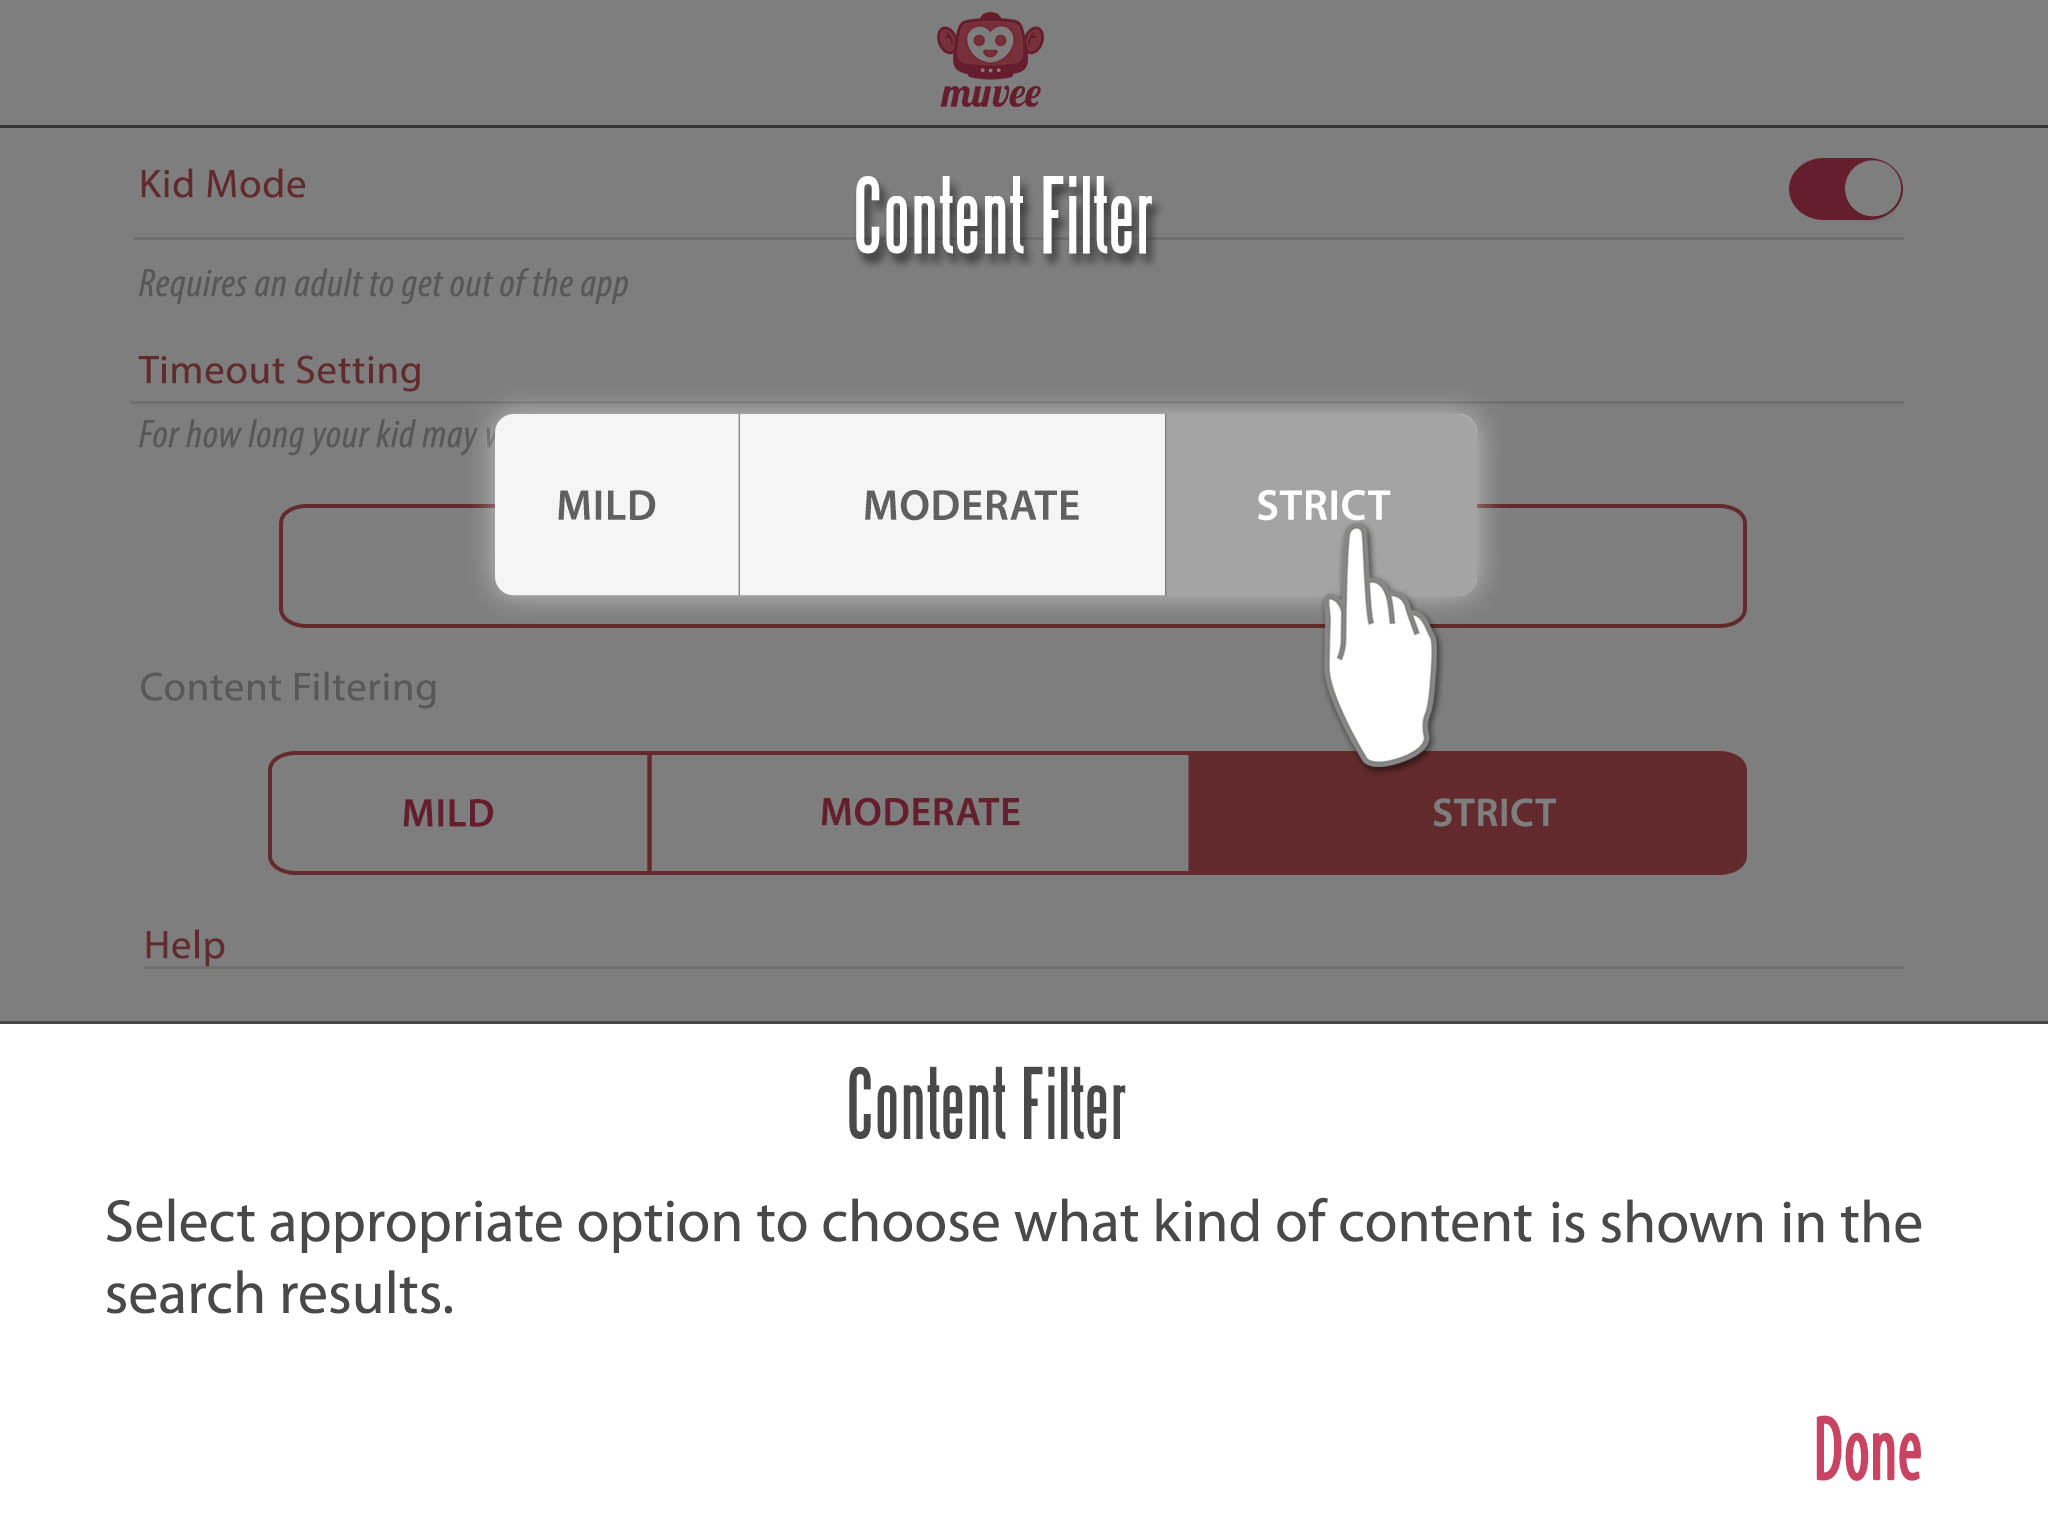 muvee
Kid Mode
Content Filter
Requires an adult to get out of the app
Timeout Setting
For how long your kid may
MILD MODERATE STRICT
Content Filtering
MILD MODERATE STRICT
Help
Content Filter
Select appropriate option to choose what kind of content is shown in the
search results.
Done